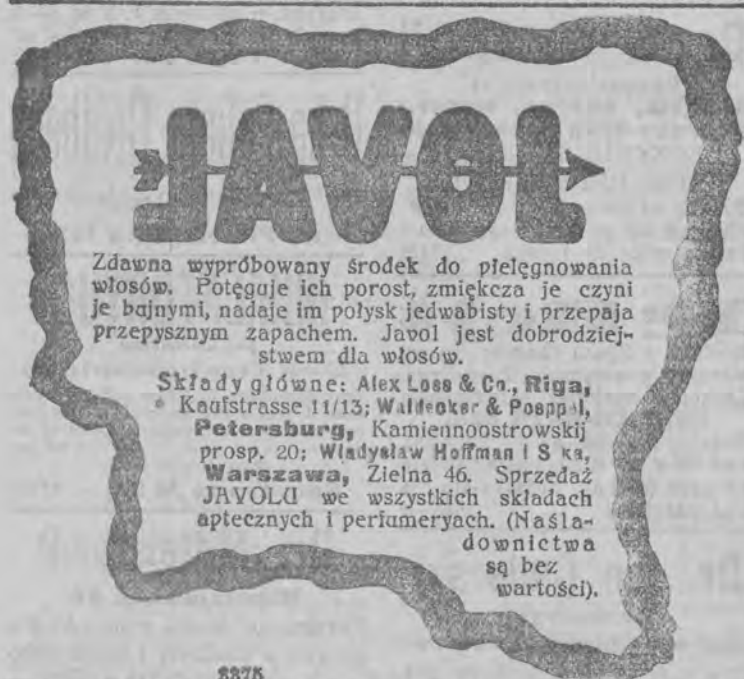 JAVOL
Zdawna wypróbowany środek do pielęgnowania
włosów. Potęguje ich porost, zmiękcza je czyni
je bujnymi, nadaje im połysk jedwabisty i przepaja
przepysznym zapachem. Javol jest dobrodziej-
stwem dla włosów.
Składy główne: Alex Loss & Co., Riga,
Kaufstrasse 11/13; & 
Petersburg, Kamiennoostrowskij
prosp. 20; Władysław Hoffman i S ka,
Warszawa, Zielna 46. Sprzedaż
JAVOLU we wszystkich składach
aptecznych i perfumeryach. (Naśla-
downictwa
są bez
wartości).
2275